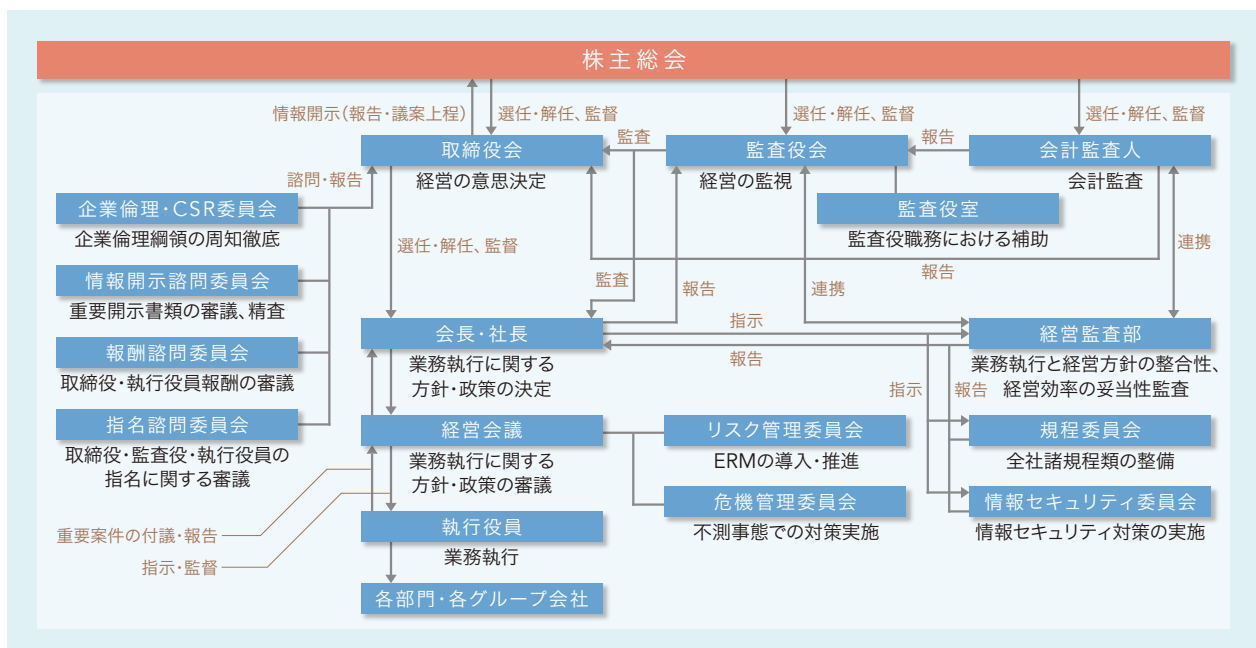 株主総会
情報開示（報告・議案上程）
選任・解任、監督
選任・解任、監督
選任・解任、監督
取締役会
経営の意思決定
監査
監査役会
経営の監視
報告
会計監査人
会計監査
諮問・報告
企業倫理・CSR委員会
企業倫理綱領の周知徹底
監査役室
監査役職務における補助
選任・解任、監督
連携
報告
情報開示諮問委員会
重要開示書類の審議、精査
監査
報告
連携
会長・社長
業務執行に関する
方針・政策の決定
指示
報告
経営監査部
業務執行と経営方針の整合性、
経営効率の妥当性監査
報酬諮問委員会
取締役・執行役員報酬の審議
指示
報告
指名諮問委員会
取締役・監査役・執行役員の
指名に関する審議
経営会議
業務執行に関する
方針・政策の審議
リスク管理委員会
ERMの導入・推進
規程委員会
全社諸規程類の整備
危機管理委員会
不測事態での対策実施
情報セキュリティ委員会
情報セキュリティ対策の実施
重要案件の付議・報告
指示・監督
執行役員
業務執行
各部門・各グループ会社